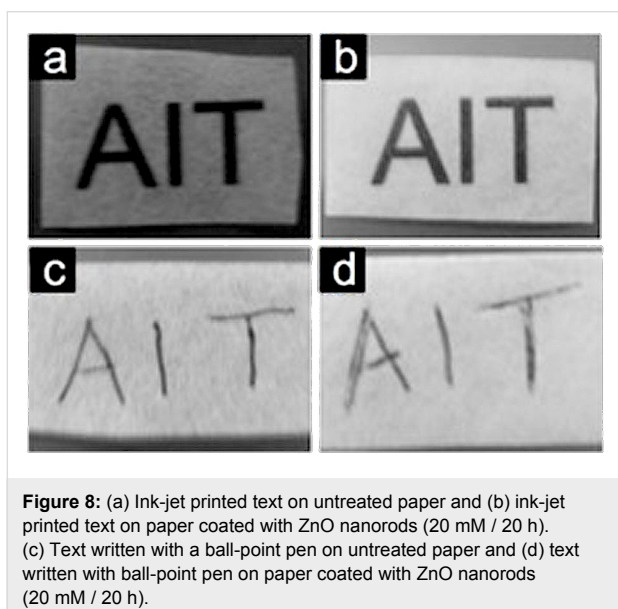 a
b
AIT
AIT
c
d
AIT
AIT
Figure 8: (a) Ink-jet printed text on untreated paper and (b) ink-jet
printed text on paper coated with ZnO nanorods (20 mM / 20 h).
(c) Text written with a ball-point pen on untreated paper and (d) text
written with ball-point pen on paper coated with ZnO nanorods
(20 mM / 20 h).